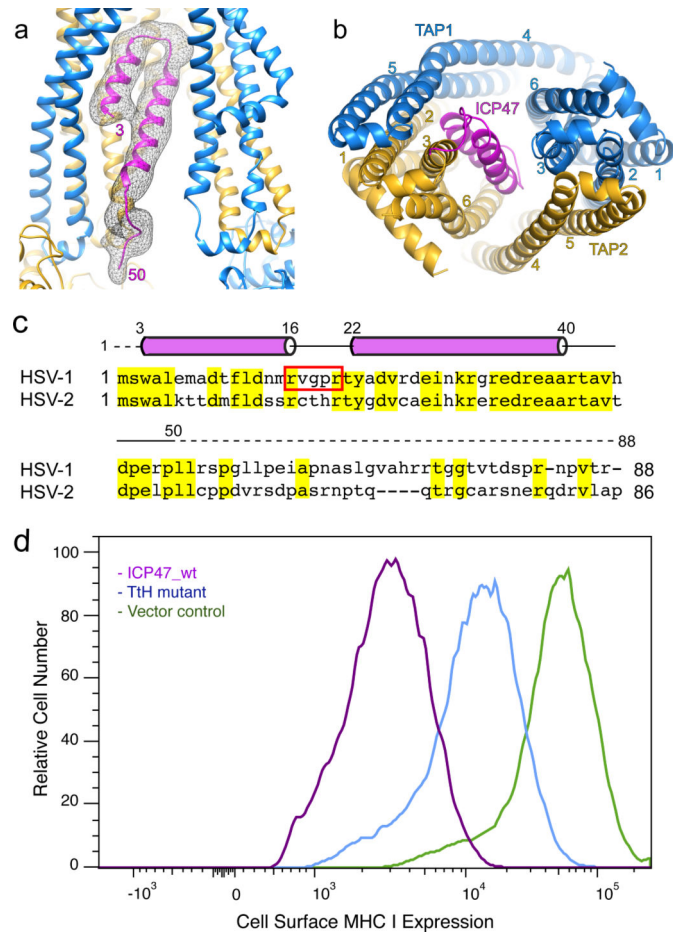 a
3
50
b
TAP1
4
5
ICP47
6
2
3
1
3
2
1
6
5
4
TAP2
c
3 16 22 40
1
HSV-1 1 mswalemadtfldnmrvgprtyadvrdeinkrgredreaartavh
HSV-2 1 mswalkttdmfldssrcthrtygdvcaeihkreredreaartavt
50
88
HSV-1 dperpllrspgllpeiapnaslgvahrrtggtvtdspr-npvtr- 88
HSV-2 dpelpllcppdvrsdpasrnptq----qtrgcarsnerqdrvlap 86
d
- ICP47_wt
- TtH mutant
- Vector control
Relative Cell Number
100
80
60
40
20
0
-10³ 0 10³ 10⁴ 10⁵
Cell Surface MHC I Expression